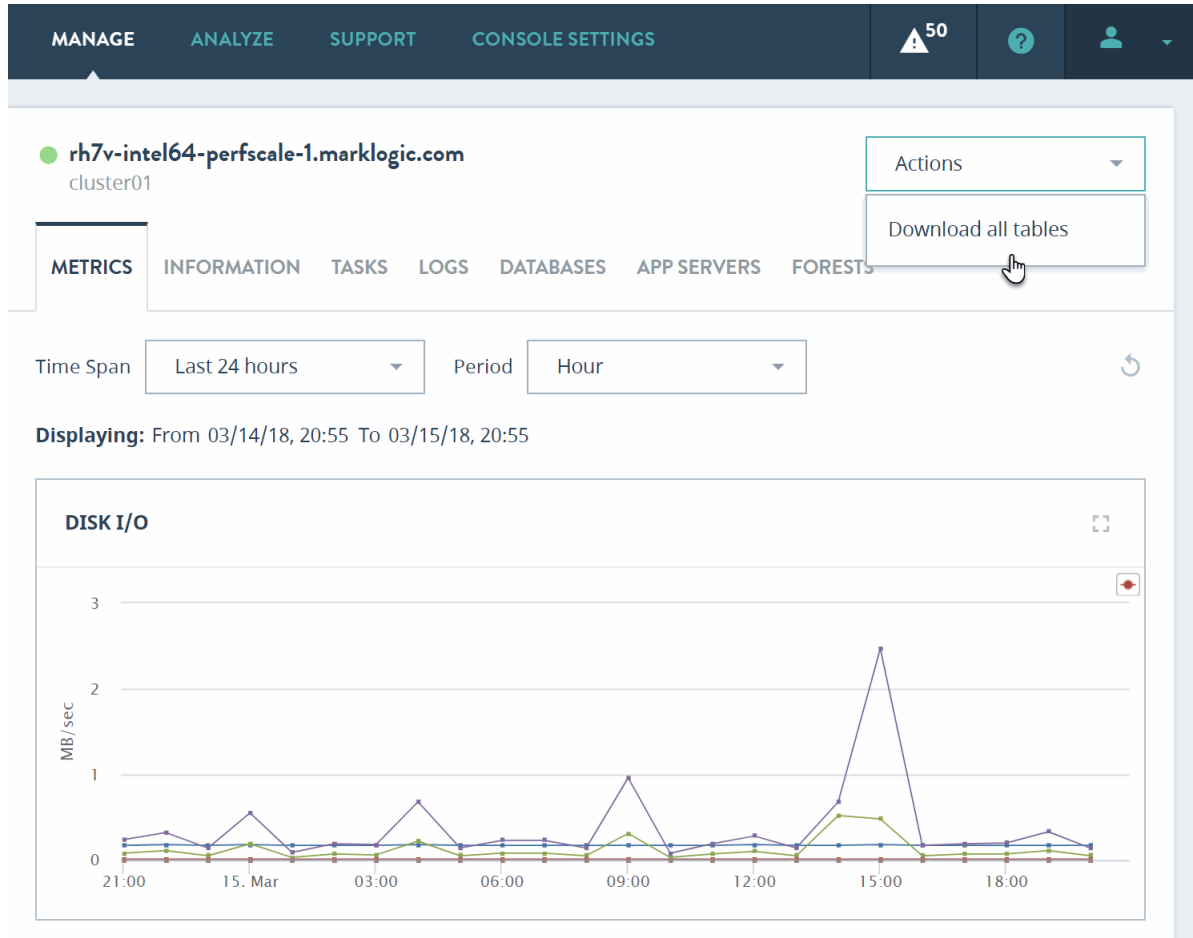 MANAGE ANALYZE SUPPORT CONSOLE SETTINGS 50 ?
rh7v-intel64-perfscale-1.marklogic.com
cluster01
Actions
Download all tables
METRICS INFORMATION TASKS LOGS DATABASES APP SERVERS FORESTS
Time Span Last 24 hours Period Hour
Displaying: From 03/14/18, 20:55 To 03/15/18, 20:55
DISK I/O
3
2
1
0
MB/sec
21:00 15. Mar 03:00 06:00 09:00 12:00 15:00 18:00